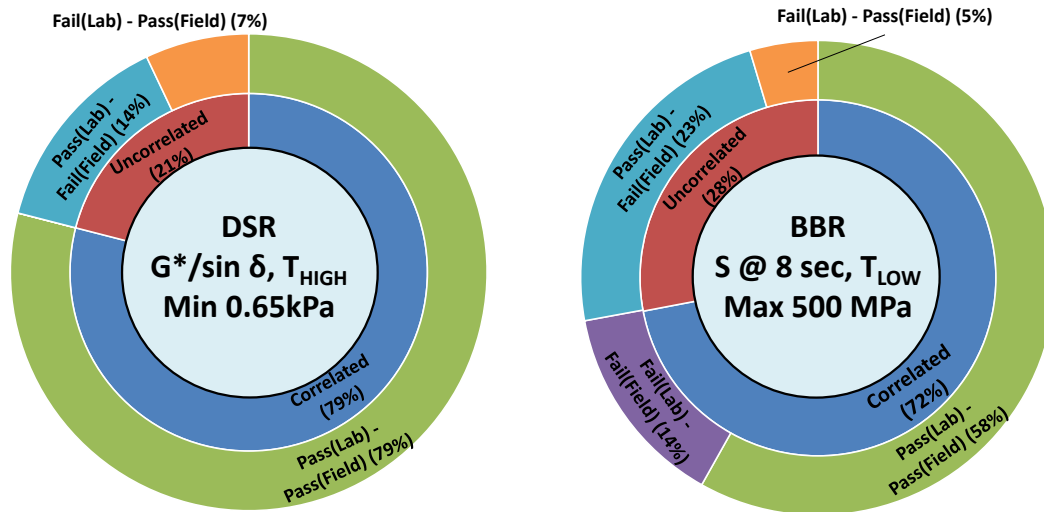 Fail(Lab) - Pass(Field) (7%)
Pass(Lab) -
Fail(Field) (14%)
Uncorrelated
(21%)
DSR
G*/sin δ, THIGH
Min 0.65kPa
Correlated
(79%)
Pass(Lab) -
Pass(Field) (79%)
Fail(Lab) - Pass(Field) (5%)
Pass(Lab) -
Fail(Field) (23%)
Uncorrelated
(28%)
BBR
S @ 8 sec, TLOW
Max 500 MPa
Fail(Lab) -
Fail(Field) (14%)
Correlated
(72%)
Pass(Lab) -
Pass(Field) (58%)